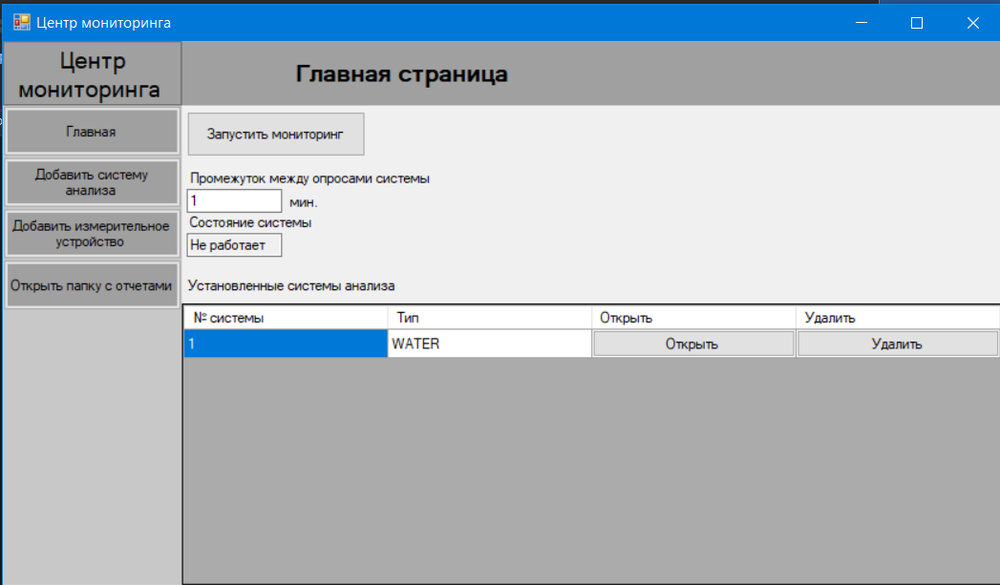 Центр мониторинга
Центр
мониторинга
Главная страница
Главная
Запустить мониторинг
Добавить систему
анализа
Промежуток между опросами системы
1 мин.
Добавить измерительное
устройство
Состояние системы
Не работает
Открыть папку с отчетами
Установленные системы анализа
№ системы Тип Открыть Удалить
1 WATER Открыть Удалить